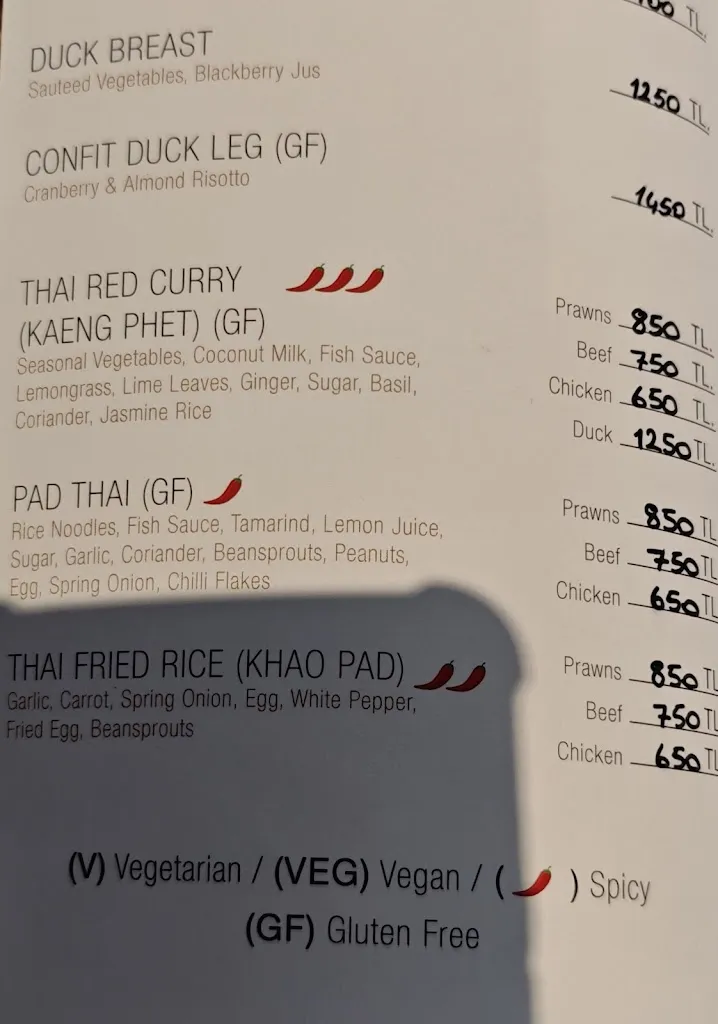 TL.
DUCK BREAST
Sauteed Vegetables, Blackberry Jus
1250 TL.
CONFIT DUCK LEG (GF)
Cranberry & Almond Risotto
1450 TL.
THAI RED CURRY
(KAENG PHET) (GF)
Seasonal Vegetables, Coconut Milk, Fish Sauce,
Lemongrass, Lime Leaves, Ginger, Sugar, Basil,
Coriander, Jasmine Rice
Prawns 850 TL.
Beef 750 TL.
Chicken 650 TL.
Duck 1250 TL.
PAD THAI (GF)
Rice Noodles, Fish Sauce, Tamarind, Lemon Juice,
Sugar, Garlic, Coriander, Beansprouts, Peanuts,
Egg, Spring Onion, Chilli Flakes
Prawns 850 TL
Beef 750 TL
Chicken 650 TL
THAI FRIED RICE (KHAO PAD)
Garlic, Carrot, Spring Onion, Egg, White Pepper,
Fried Egg, Beansprouts
Prawns 850 TL
Beef 750 TL
Chicken 650 TL
(V) Vegetarian / (VEG) Vegan / ( ) Spicy
(GF) Gluten Free